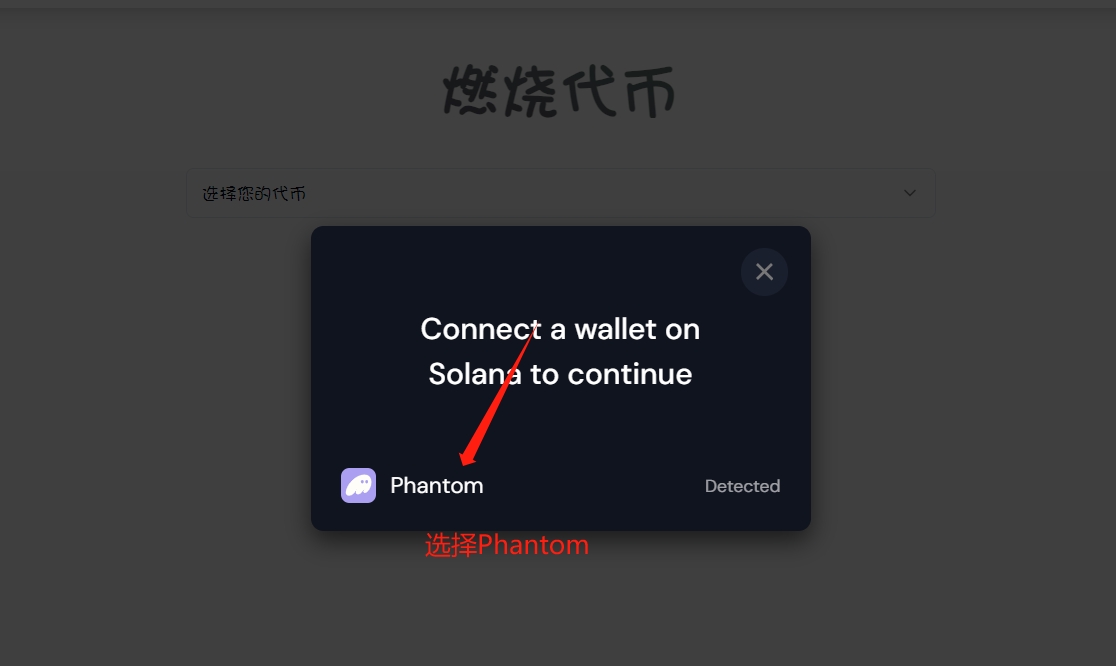 燃烧代币
选择您的代币
Connect a wallet on
Solana to continue
Phantom
Detected
选择Phantom